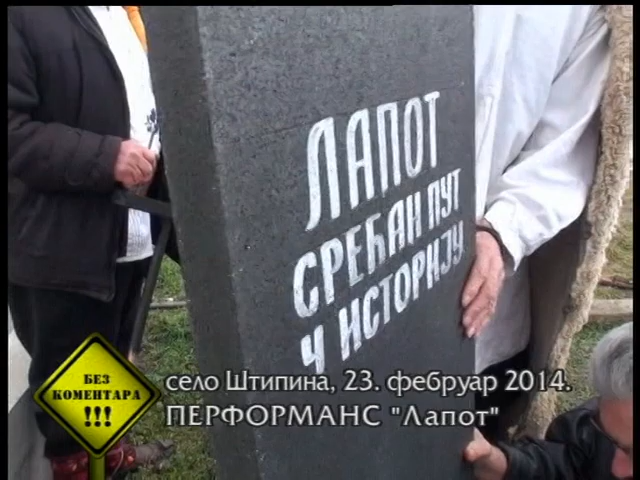 ЛАПОТ
СРЕЋАН ПУТ
Ч ИСТОРИЈУ
БЕЗ
КОМЕНТАРА
!!!
село Штипина, 23. фебруар 2014.
ПЕРФОРМАНС "Лапот"